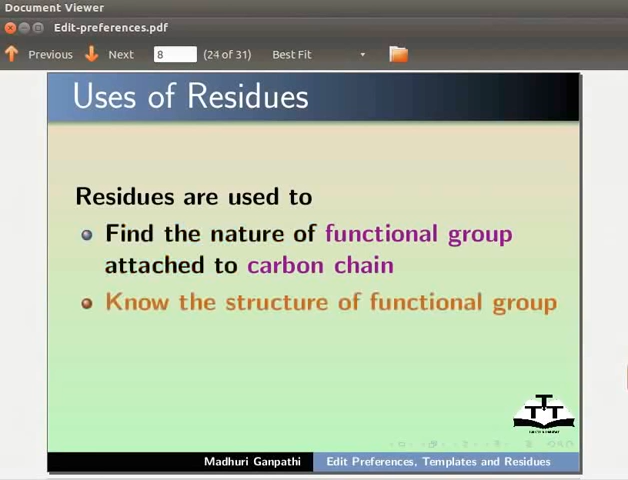 Document Viewer
Edit-preferences.pdf
Previous Next 8 (24 of 31) Best Fit
Uses of Residues
Residues are used to
Find the nature of functional group
attached to carbon chain
Know the structure of functional group
Madhuri Ganpathi Edit Preferences, Templates and Residues